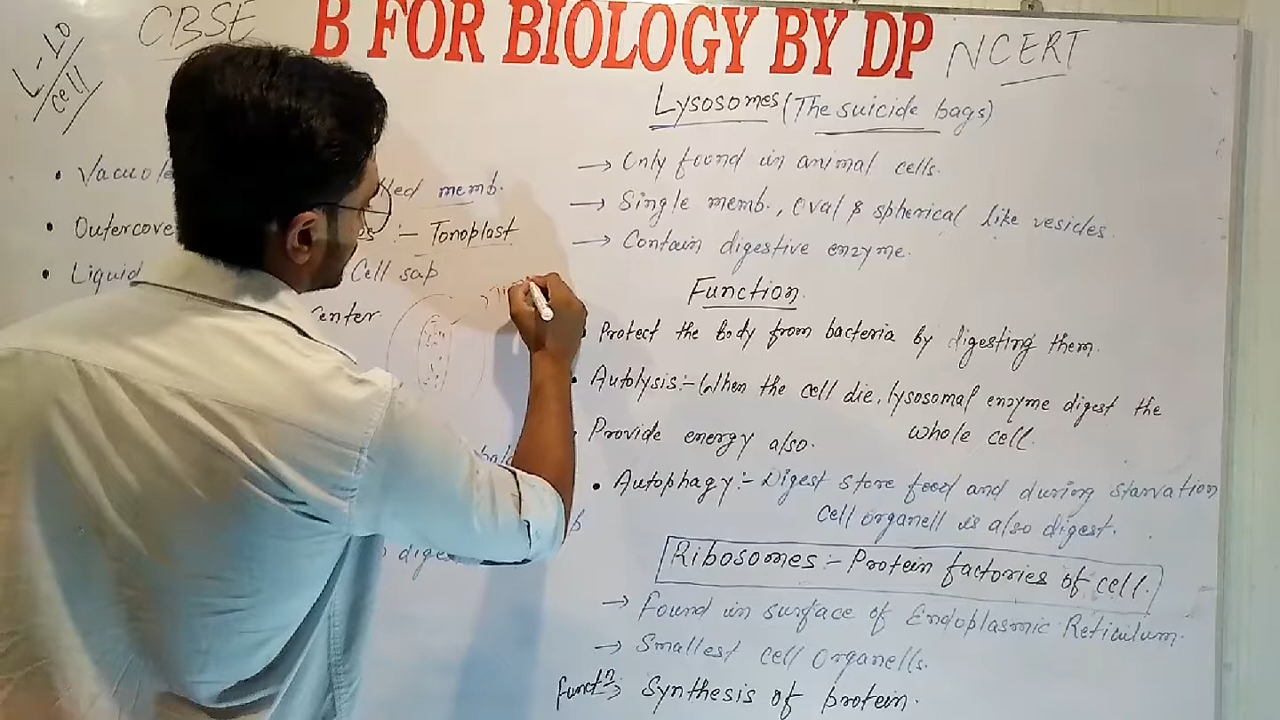 CBSE
B FOR BIOLOGY BY DP
NCERT
L-10
cell
• Vacuole
memb.
• Outercove
:- Tonoplast
• Liquid
Cell sap
center
Lysosomes (The suicide bags)
→ Only found in animal cells.
→ Single memb., oval & spherical like vesicles.
→ Contain digestive enzyme.
Function
• Protect the body from bacteria by digesting them.
• Autolysis:- When the cell die, lysosomal enzyme digest the
whole cell.
• Provide energy also.
• Autophagy:- Digest store food and during starvation
cell organell is also digest.
Ribosomes:- Protein factories of cell.
→ Found in surface of Endoplasmic Reticulum.
→ Smallest cell Organells.
functn:→ Synthesis of protein.